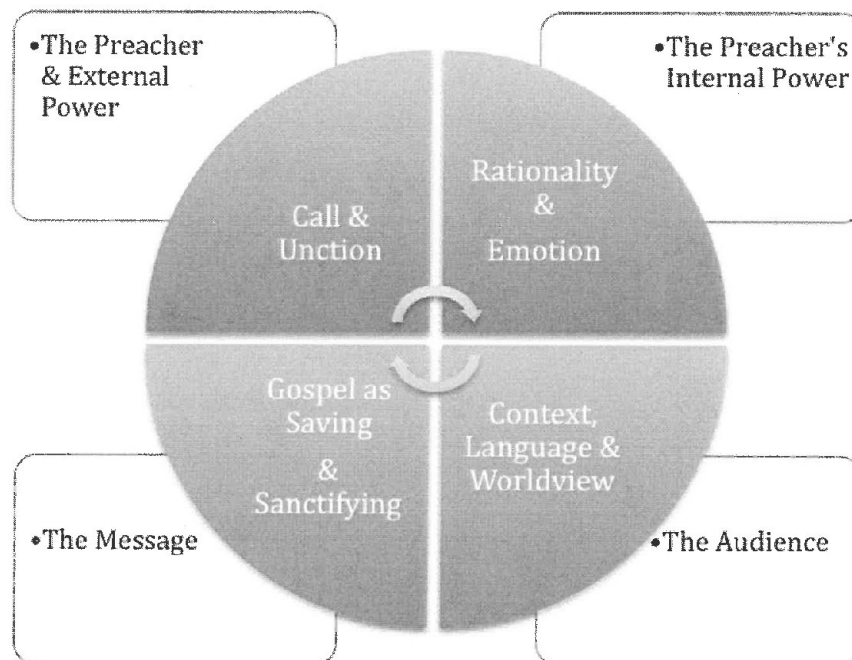 •The Preacher
& External
Power
•The Preacher's
Internal Power
Call &
Unction
Rationality
&
Emotion
Gospel as
Saving
&
Sanctifying
Context,
Language &
Worldview
•The Message
•The Audience